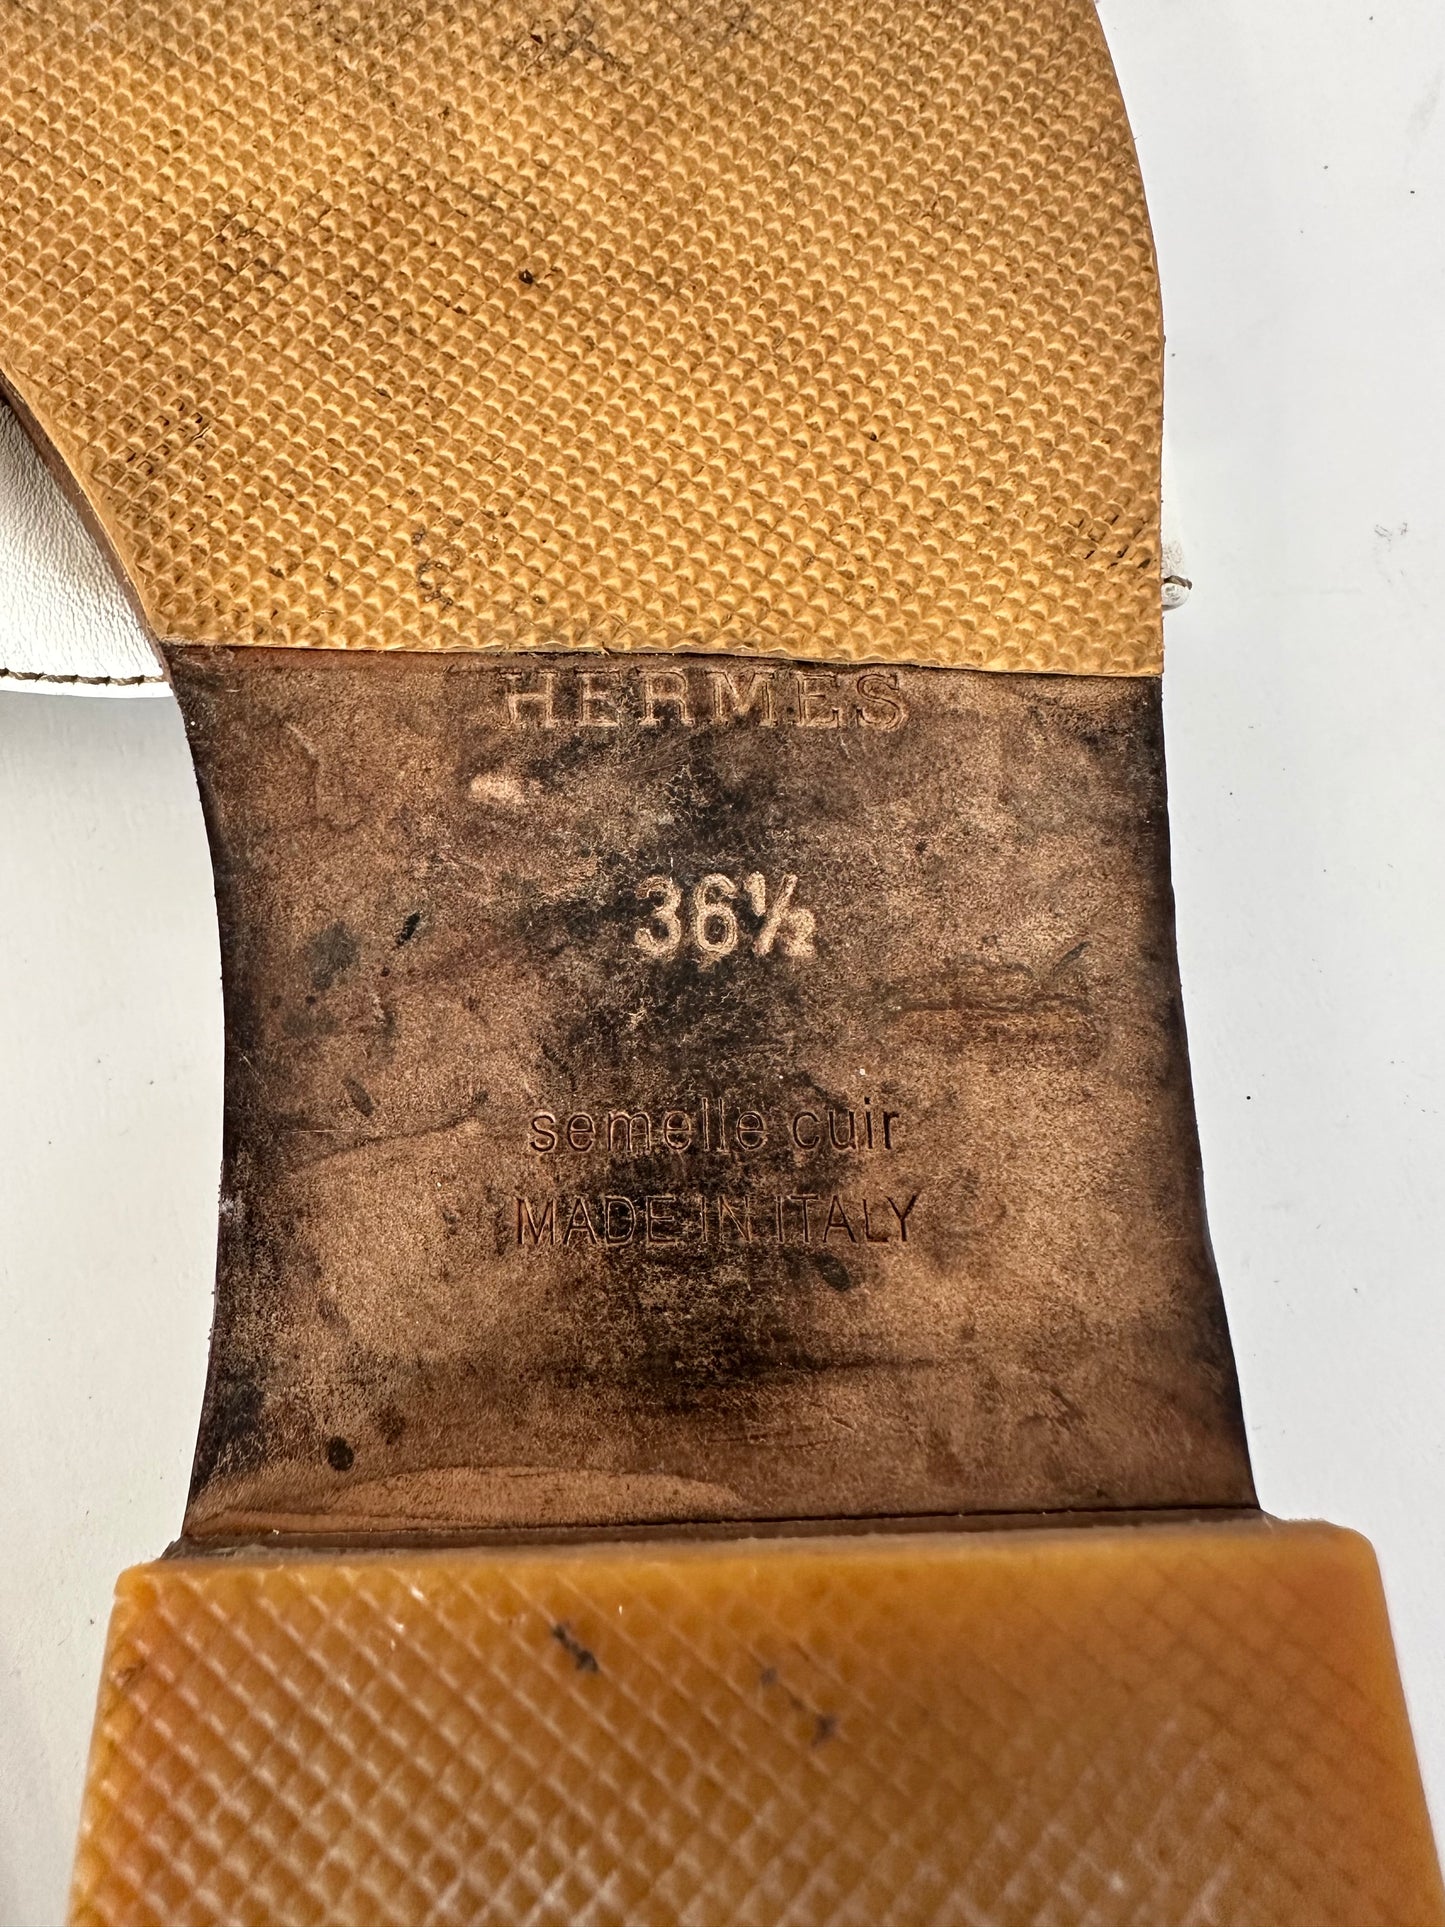 HERMES
36½
semelle cuir
MADE IN ITALY